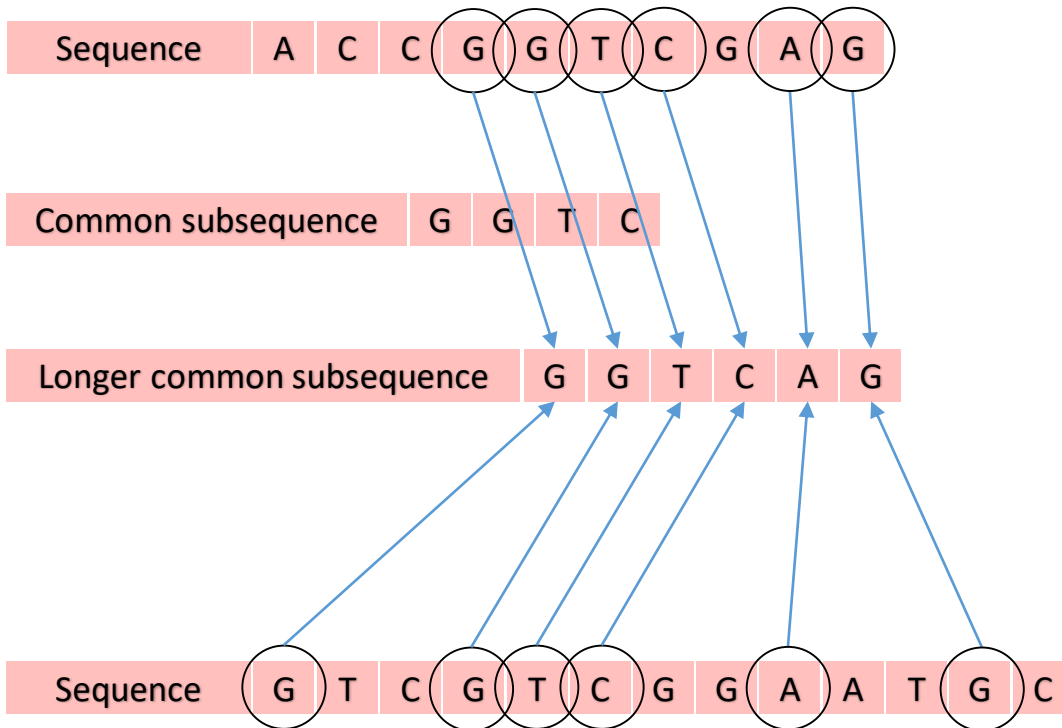 Sequence A C C G G T C G A G
Common subsequence G G T C
Longer common subsequence G G T C A G
Sequence G T C G T C G G A A T G C